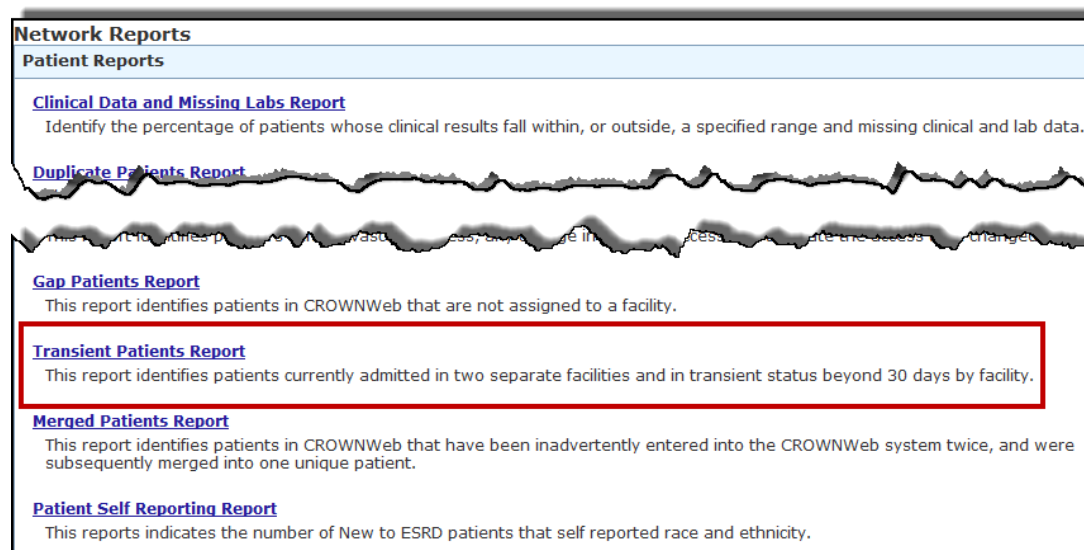 Network Reports
Patient Reports
Clinical Data and Missing Labs Report
Identify the percentage of patients whose clinical results fall within, or outside, a specified range and missing clinical and lab data.
Duplicate Patients Report
Gap Patients Report
This report identifies patients in CROWNWeb that are not assigned to a facility.
Transient Patients Report
This report identifies patients currently admitted in two separate facilities and in transient status beyond 30 days by facility.
Merged Patients Report
This report identifies patients in CROWNWeb that have been inadvertently entered into the CROWNWeb system twice, and were
subsequently merged into one unique patient.
Patient Self Reporting Report
This reports indicates the number of New to ESRD patients that self reported race and ethnicity.